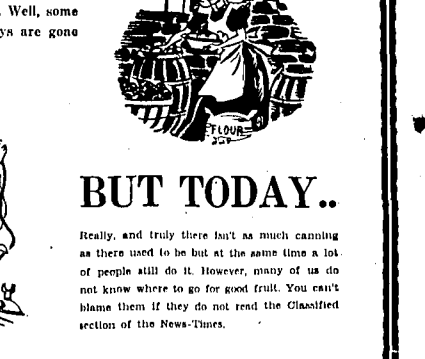 . Well, some
ys are gone
FLOUR
BUT TODAY..
Really, and truly there isn't as much canning
as there used to be but at the same time a lot
of people still do it. However, many of us do
not know where to go for good fruit. You can't
blame them if they do not read the Classified
section of the News-Times.